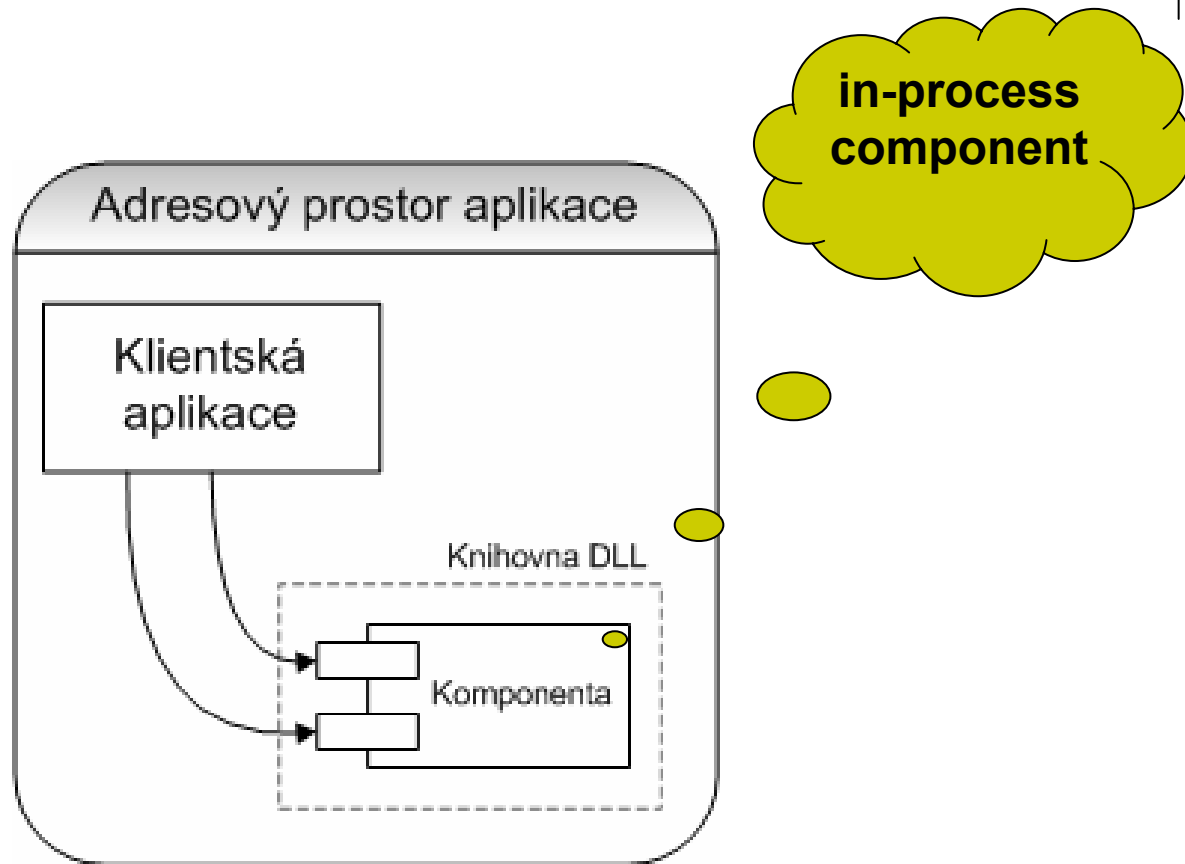 in-process
component
Adresový prostor aplikace
Klientská
aplikace
Knihovna DLL
Komponenta